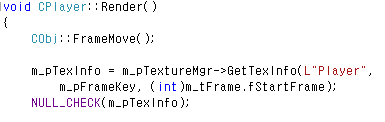 void CPlayer::Render()
{
CObj::FrameMove();
m_pTexInfo = m_pTextureMgr->GetTexInfo(L"Player",
m_pFrameKey, (int)m_tFrame.fStartFrame);
NULL_CHECK(m_pTexInfo);